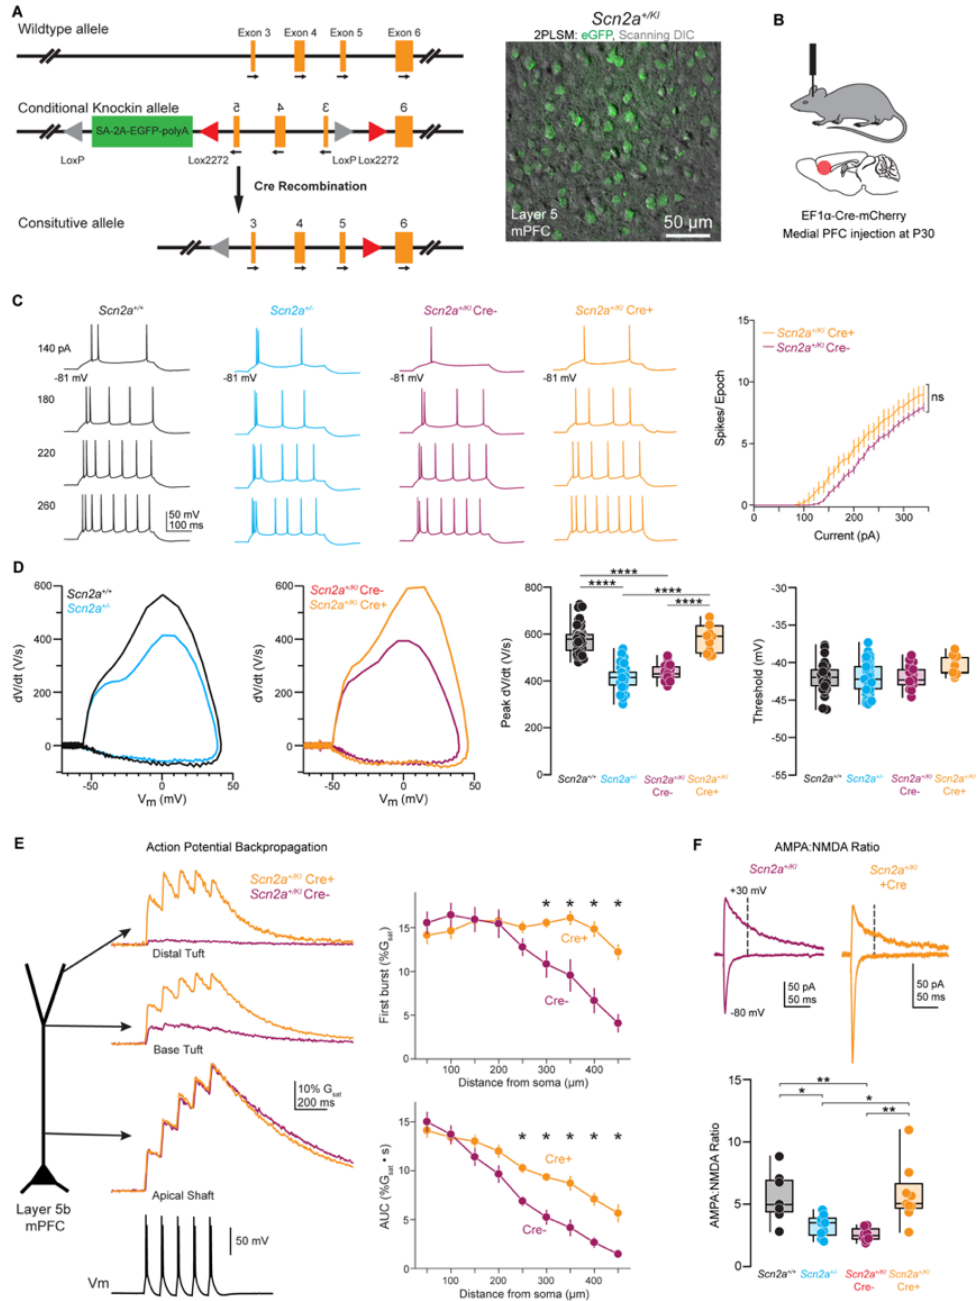 A
Wildtype allele
Exon 3 Exon 4 Exon 5 Exon 6
Conditional Knockin allele
5 4 3 6
SA-2A-EGFP-polyA
LoxP Lox2272 LoxP Lox2272
Cre Recombination
Consitutive allele
3 4 5 6
Scn2a+/KI
2PLSM: eGFP, Scanning DIC
Layer 5
mPFC
50 µm
B
EF1α-Cre-mCherry
Medial PFC injection at P30
C
Scn2a+/+ Scn2a+/- Scn2a+/KI Cre- Scn2a+/KI Cre+
140 pA
-81 mV -81 mV -81 mV
180
220
260
50 mV
100 ms
15
10
5
0
Spikes/ Epoch
Scn2a+/KI Cre+
Scn2a+/KI Cre-
ns
0 100 200 300
Current (pA)
D
600
400
200
0
dV/dt (V/s)
Scn2a+/+
Scn2a+/-
-50 0 50
Vm (mV)
600
400
200
0
dV/dt (V/s)
Scn2a+/KI Cre-
Scn2a+/KI Cre+
-50 0 50
Vm (mV)
800
600
400
200
0
Peak dV/dt (V/s)
****
**** ****
****
Scn2a+/+ Scn2a+/- Scn2a+/KI Scn2a+/KI
Cre- Cre+
-30
-35
-40
-45
-50
-55
Threshold (mV)
Scn2a+/+ Scn2a+/- Scn2a+/KI Scn2a+/KI
Cre- Cre+
E
Action Potential Backpropagation
Scn2a+/KI Cre+
Scn2a+/KI Cre-
Distal Tuft
Base Tuft
10% Gsat
200 ms
Apical Shaft
Layer 5b
mPFC
50 mV
Vm
15
10
5
0
First burst (%Gsat)
* * * *
Cre+
Cre-
100 200 300 400
Distance from soma (µm)
15
10
5
0
AUC (%Gsat • s)
* * * * *
Cre+
Cre-
100 200 300 400
Distance from soma (µm)
F
AMPA:NMDA Ratio
Scn2a+/KI Scn2a+/KI
+Cre
+30 mV
50 pA
50 ms
-80 mV
50 pA
50 ms
15
10
5
0
AMPA:NMDA Ratio
**
* *
**
Scn2a+/+ Scn2a+/- Scn2a+/KI Scn2a+/KI
Cre- Cre+